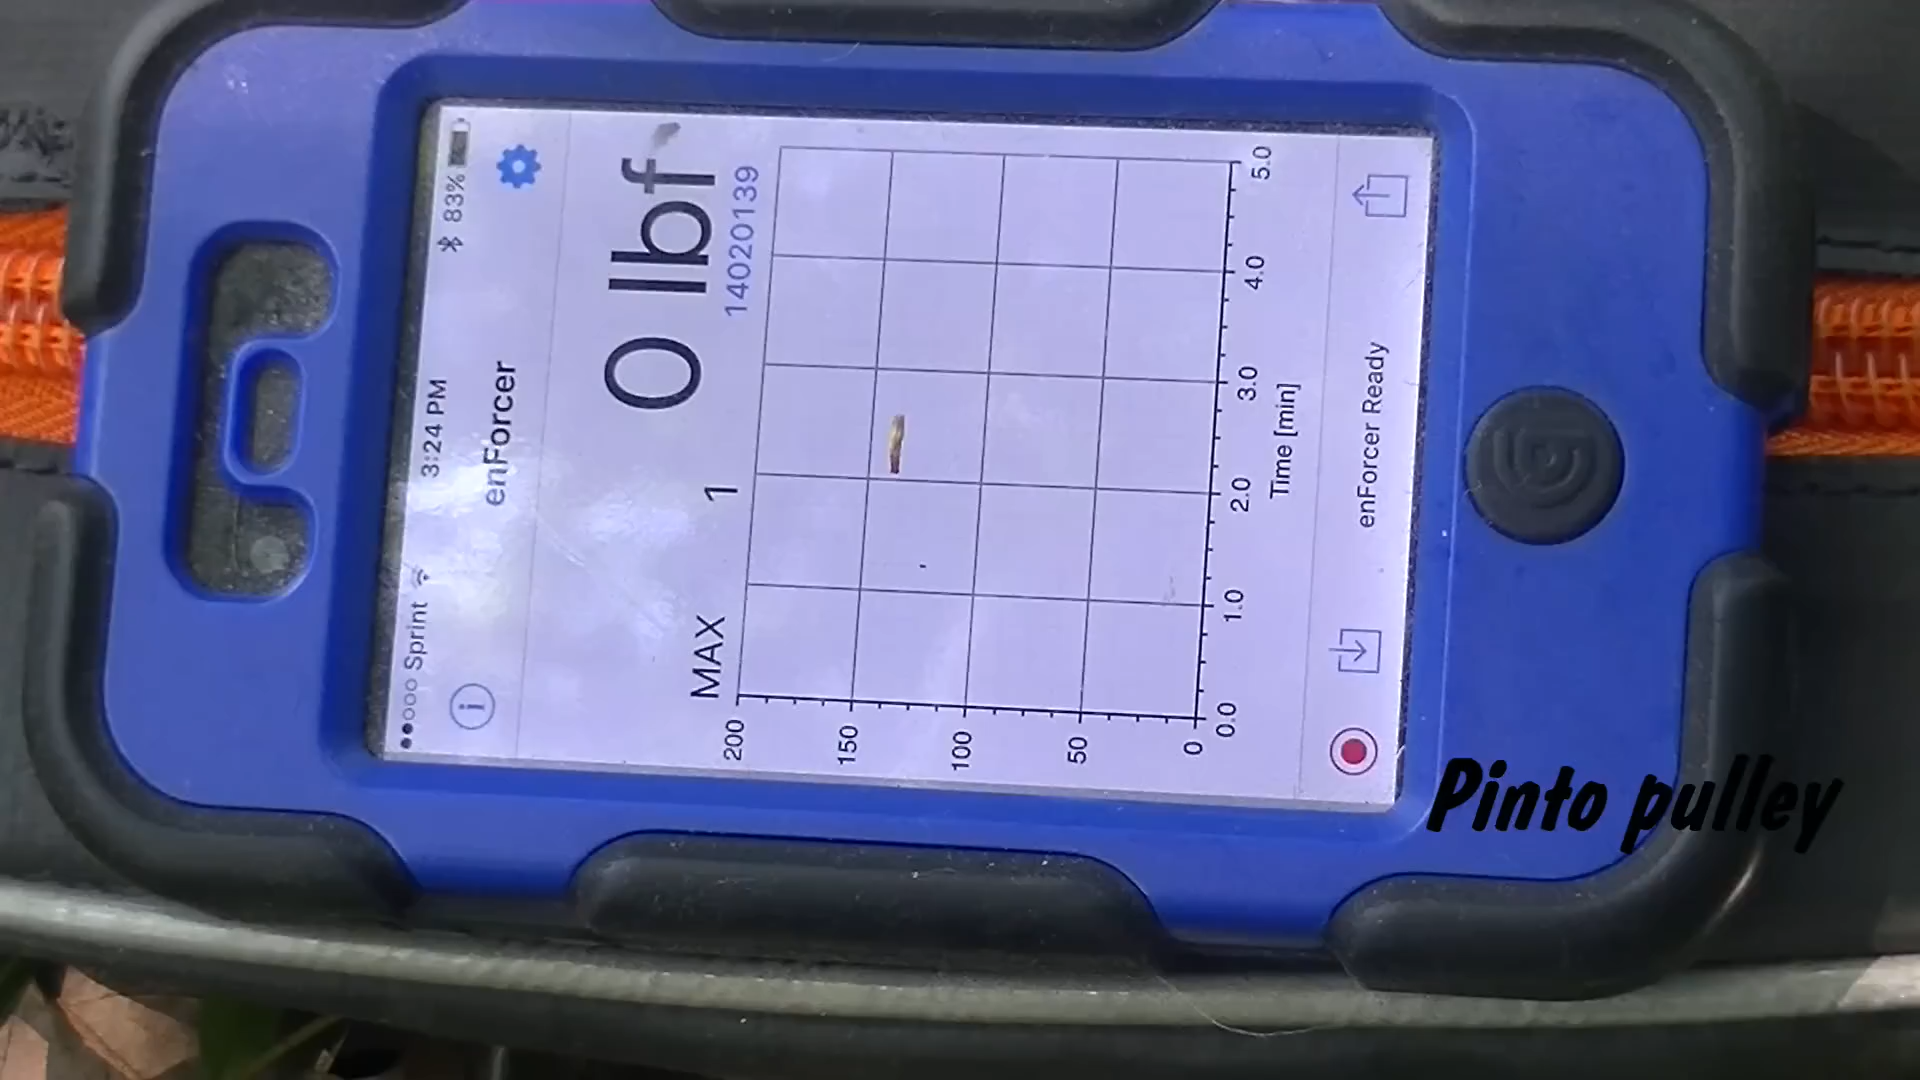 ●●○○○ Sprint 3:24 PM 83%
enForcer
0 lbf
MAX 1 14020139
200
150
100
50
0
0.0 1.0 2.0 3.0 4.0 5.0
Time [min]
enForcer Ready
Pinto pulley